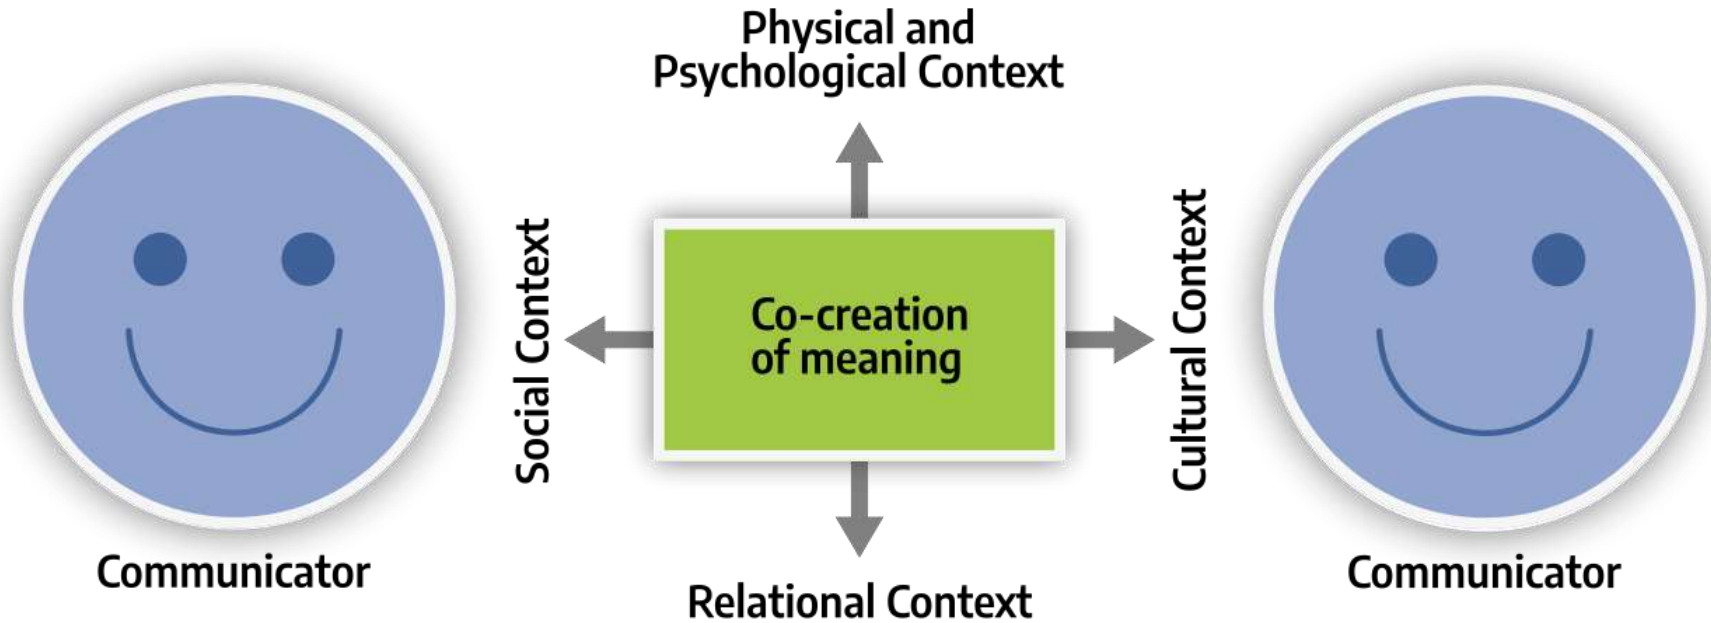 Physical and
Psychological Context
Social Context
Co-creation
of meaning
Cultural Context
Communicator
Relational Context
Communicator